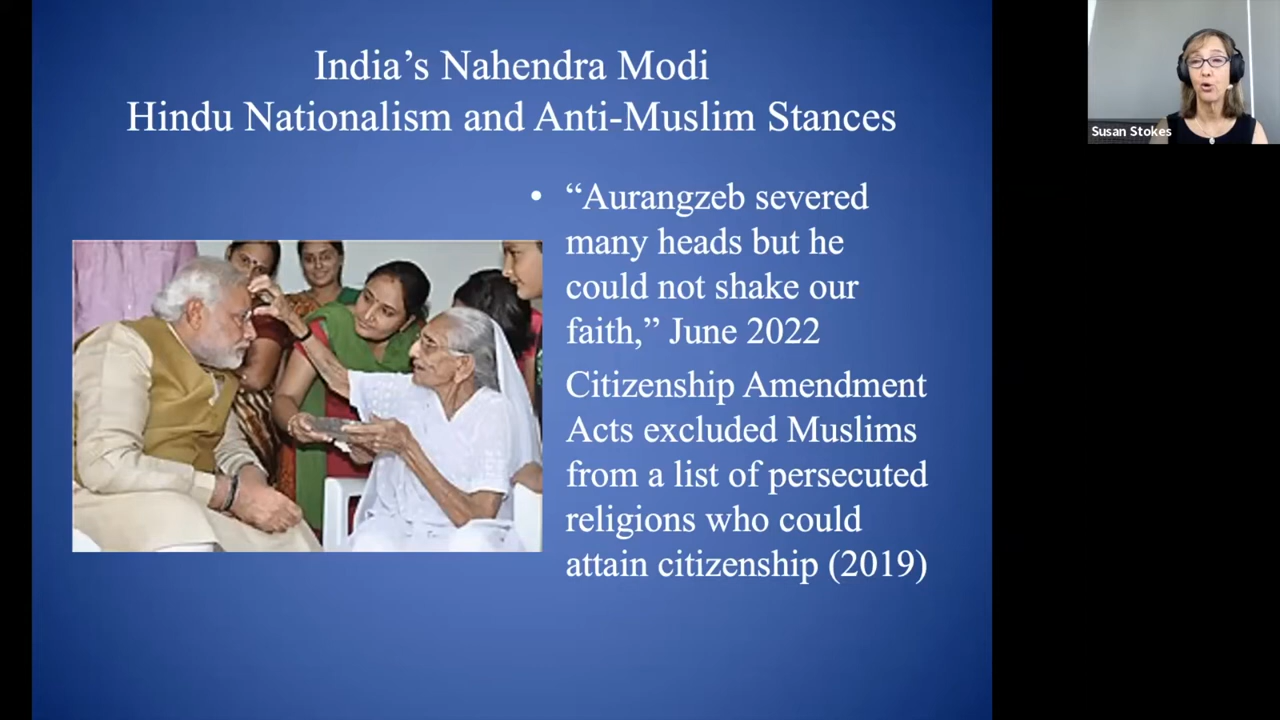 India’s Nahendra Modi
Hindu Nationalism and Anti-Muslim Stances
• “Aurangzeb severed
many heads but he
could not shake our
faith,” June 2022
Citizenship Amendment
Acts excluded Muslims
from a list of persecuted
religions who could
attain citizenship (2019)
Susan Stokes